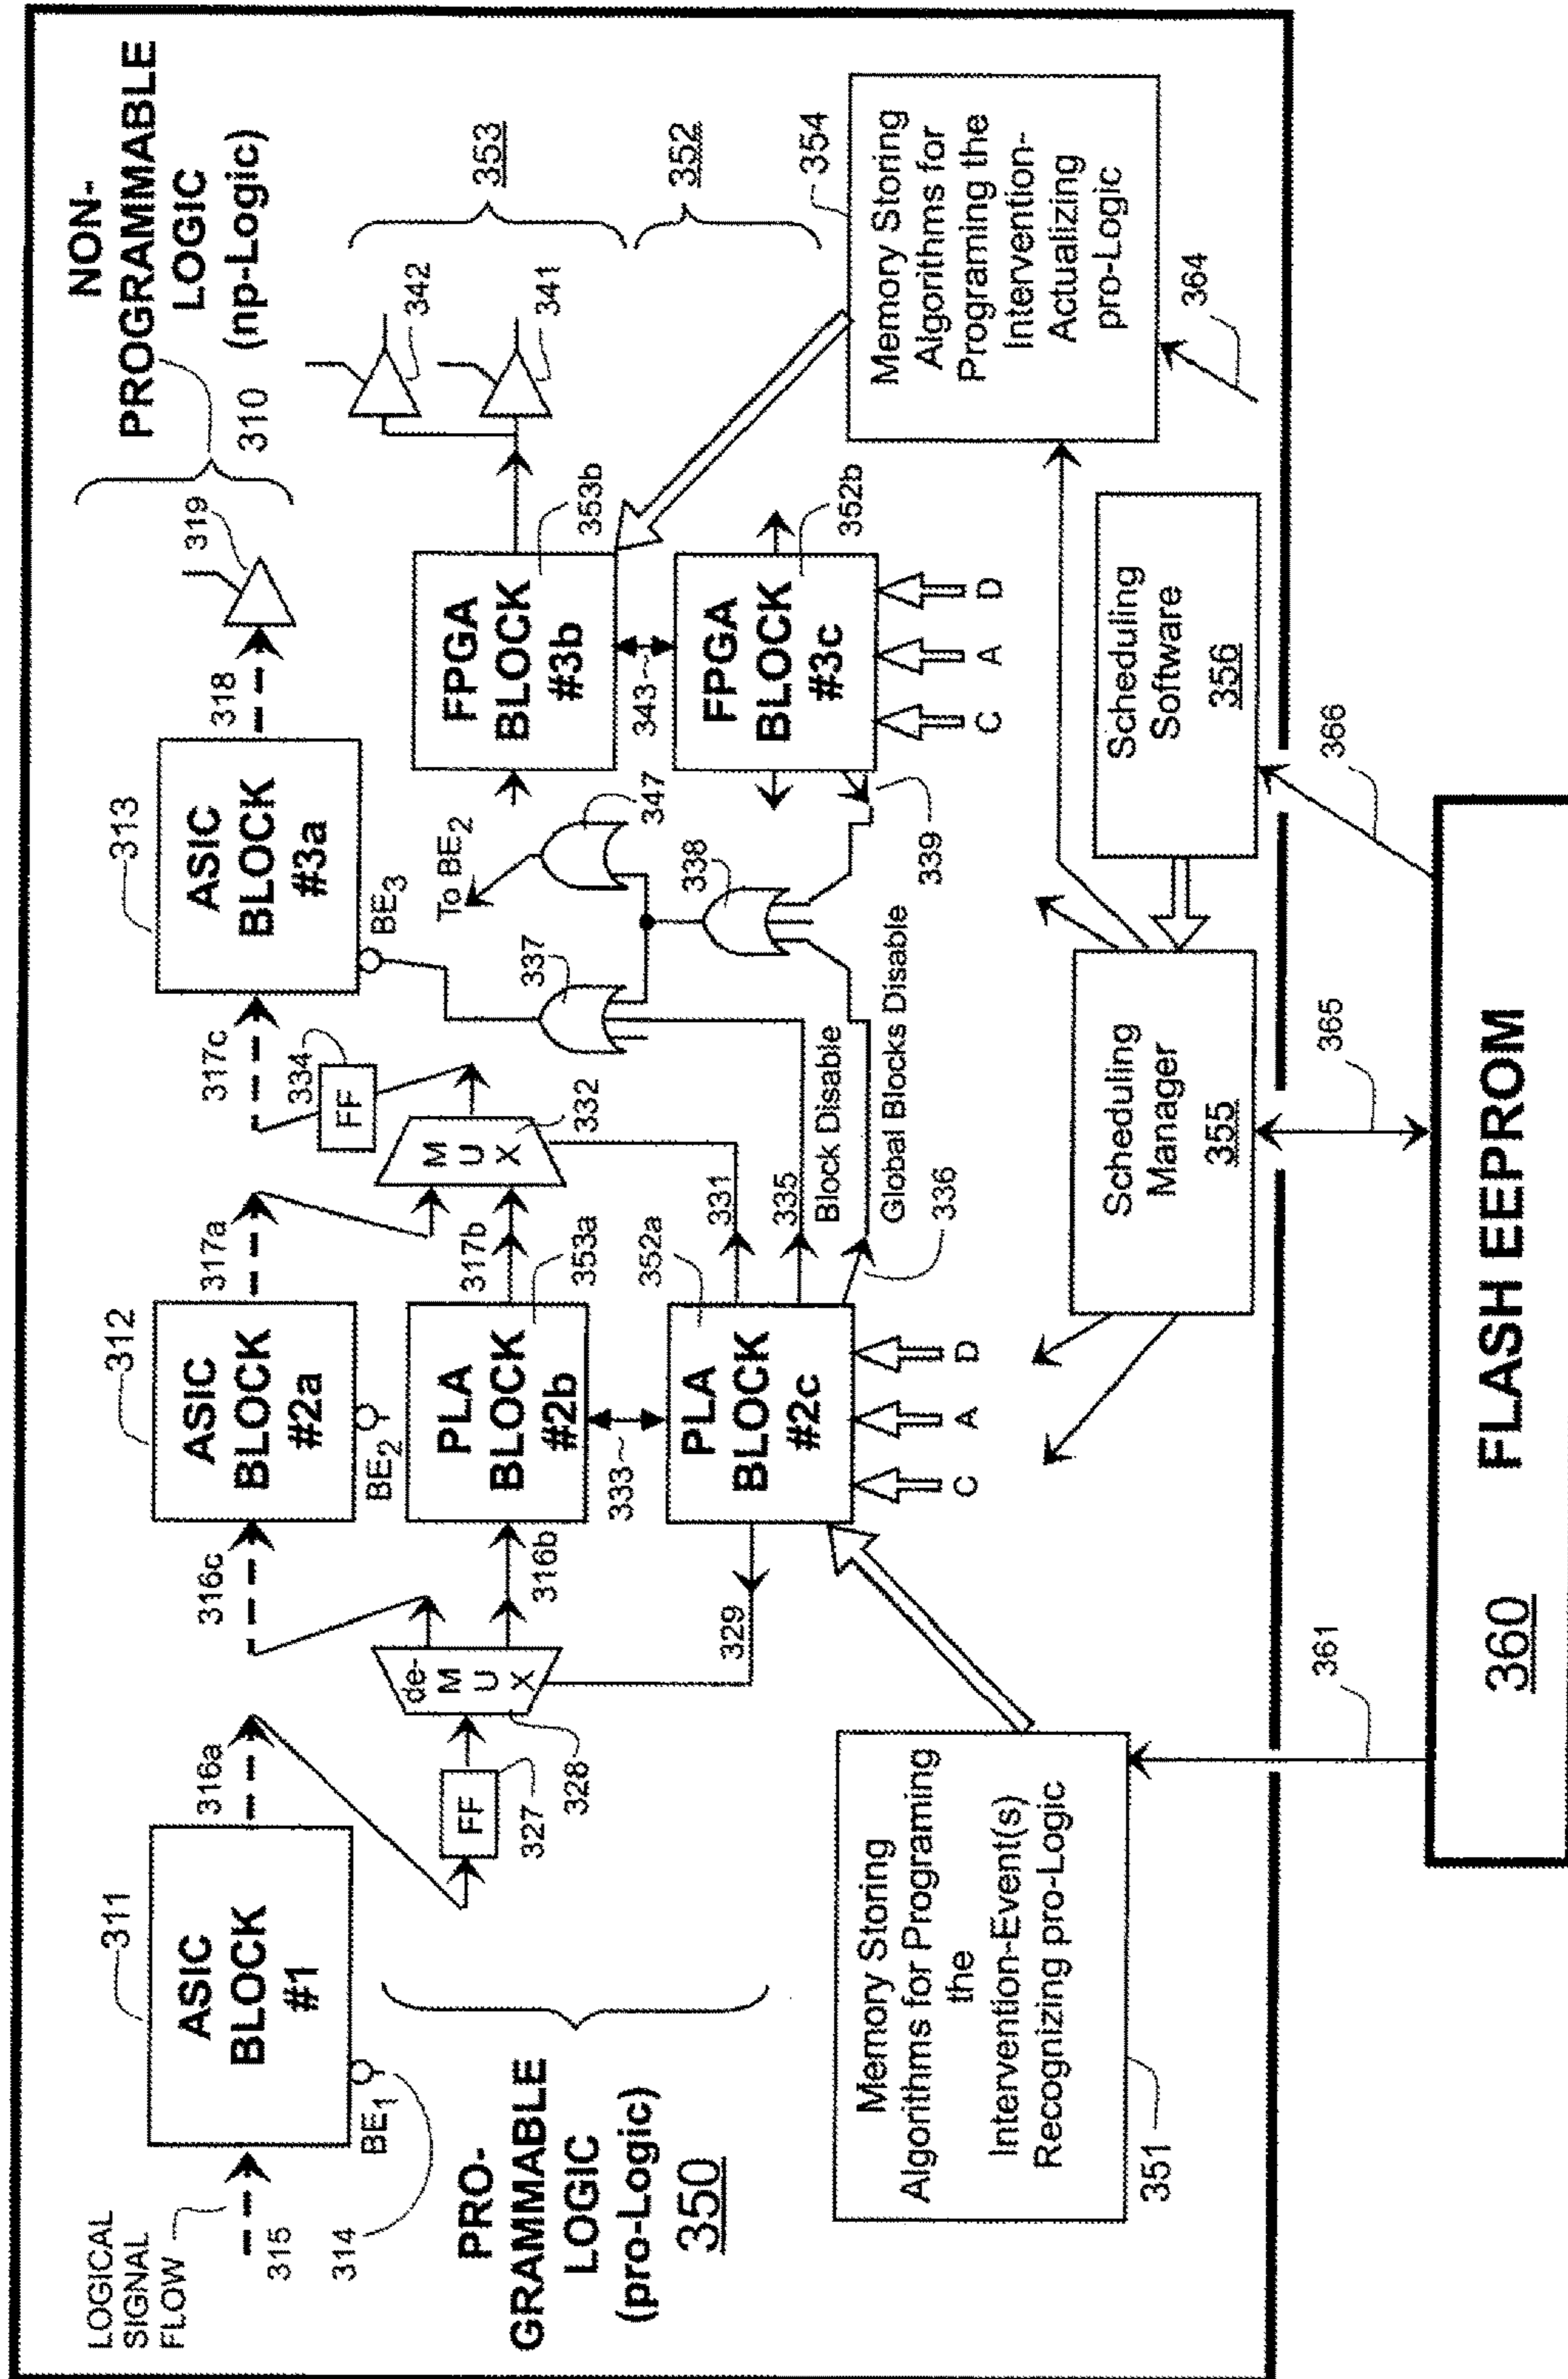 LOGICAL
SIGNAL
FLOW
315
314
311
ASIC
BLOCK
#1
BE1
316a
316c
312
ASIC
BLOCK
#2a
BE2
317a
317c
313
ASIC
BLOCK
#3a
BE3
318
319
NON-
PROGRAMMABLE
LOGIC
(np-Logic)
310
PRO-
GRAMMABLE
LOGIC
(pro-Logic)
350
FF
327
de-
M
U
X
328
316b
329
PLA
BLOCK
#2b
353a
317b
333
PLA
BLOCK
#2c
352a
C
A
D
M
U
X
332
334
FF
331
335
Block Disable
Global Blocks Disable
336
337
338
339
347
To BE2
FPGA
BLOCK
#3b
353b
343
FPGA
BLOCK
#3c
352b
C
A
D
342
341
353
352
Memory Storing
Algorithms for Programing
the
Intervention-Event(s)
Recognizing pro-Logic
351
Scheduling
Manager
355
Scheduling
Software
356
Memory Storing
Algorithms for
Programing the
Intervention-
Actualizing
pro-Logic
354
364
361
365
366
360
FLASH EEPROM